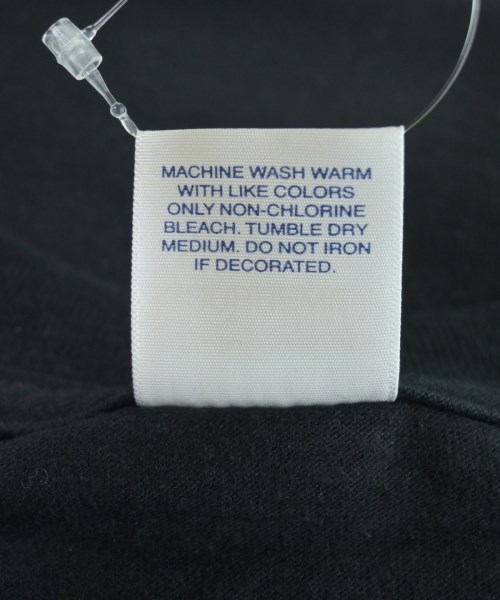 MACHINE WASH WARM
WITH LIKE COLORS
ONLY NON-CHLORINE
BLEACH. TUMBLE DRY
MEDIUM. DO NOT IRON
IF DECORATED.